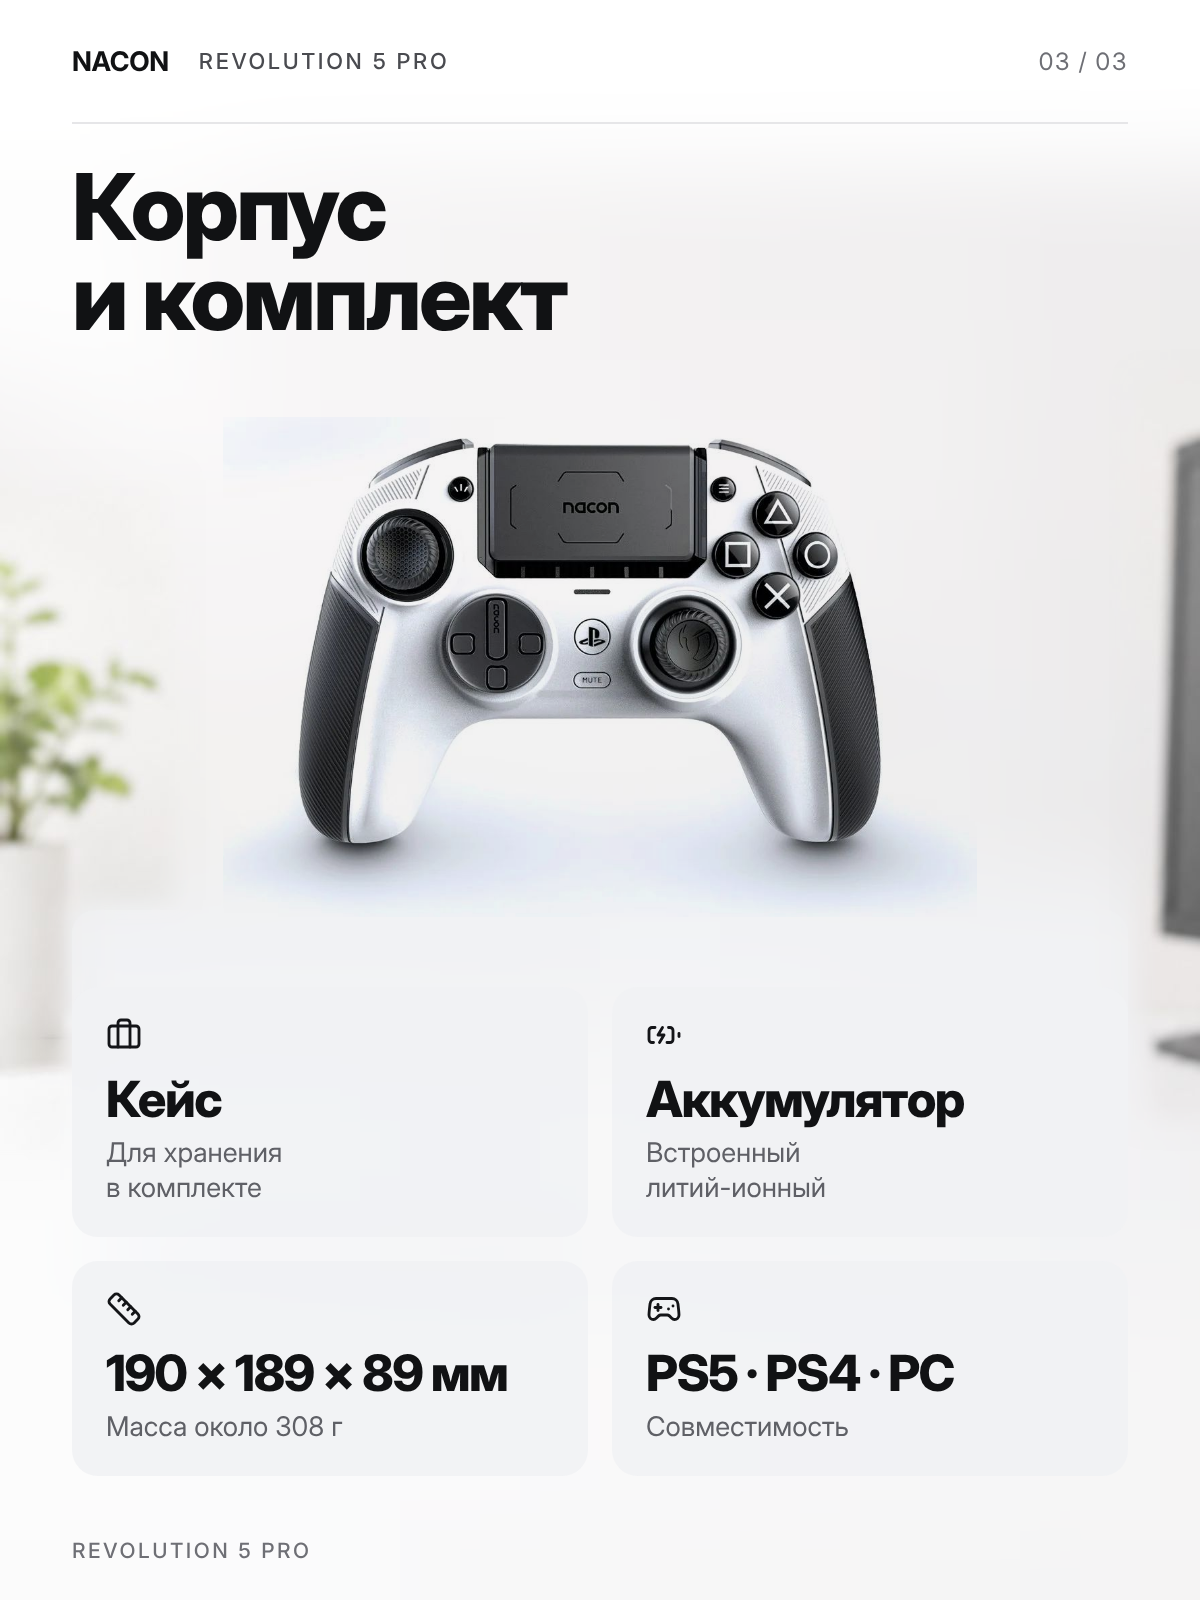 NACON REVOLUTION 5 PRO 03 / 03
Корпус
и комплект
nacon
nacon
MUTE
Кейс
Для хранения
в комплекте
Аккумулятор
Встроенный
литий-ионный
190 × 189 × 89 мм
Масса около 308 г
PS5 · PS4 · PC
Совместимость
REVOLUTION 5 PRO